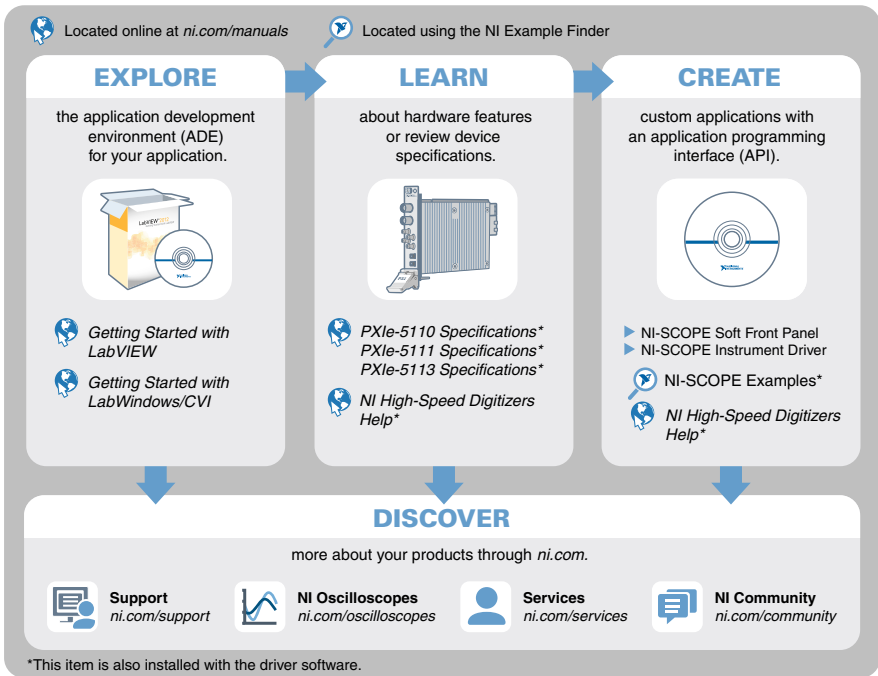 Located online at ni.com/manuals
Located using the NI Example Finder
EXPLORE
the application development
environment (ADE)
for your application.
LabVIEW
Getting Started with
LabVIEW
Getting Started with
LabWindows/CVI
LEARN
about hardware features
or review device
specifications.
PXIe-5110 Specifications*
PXIe-5111 Specifications*
PXIe-5113 Specifications*
NI High-Speed Digitizers
Help*
CREATE
custom applications with
an application programming
interface (API).
NI-SCOPE Soft Front Panel
NI-SCOPE Instrument Driver
NI-SCOPE Examples*
NI High-Speed Digitizers
Help*
DISCOVER
more about your products through ni.com.
Support
ni.com/support
NI Oscilloscopes
ni.com/oscilloscopes
Services
ni.com/services
NI Community
ni.com/community
*This item is also installed with the driver software.